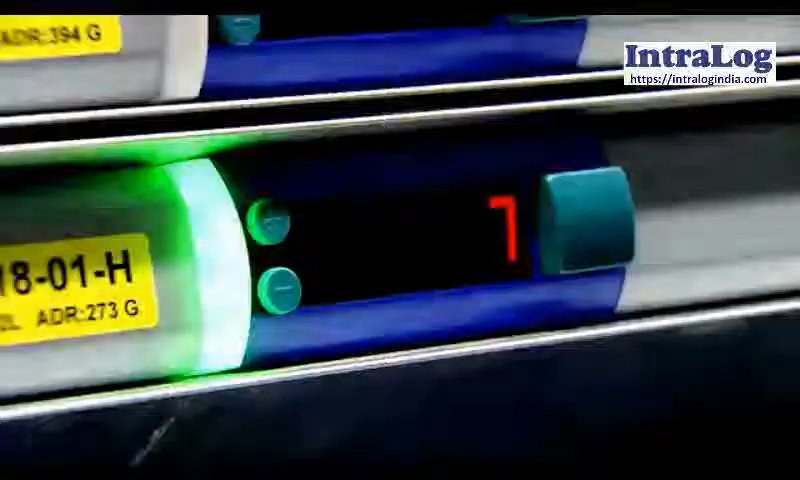 ADR:394 G
IntraLog
https://intralogindia.com
18-01-H
ADR:273 G
7